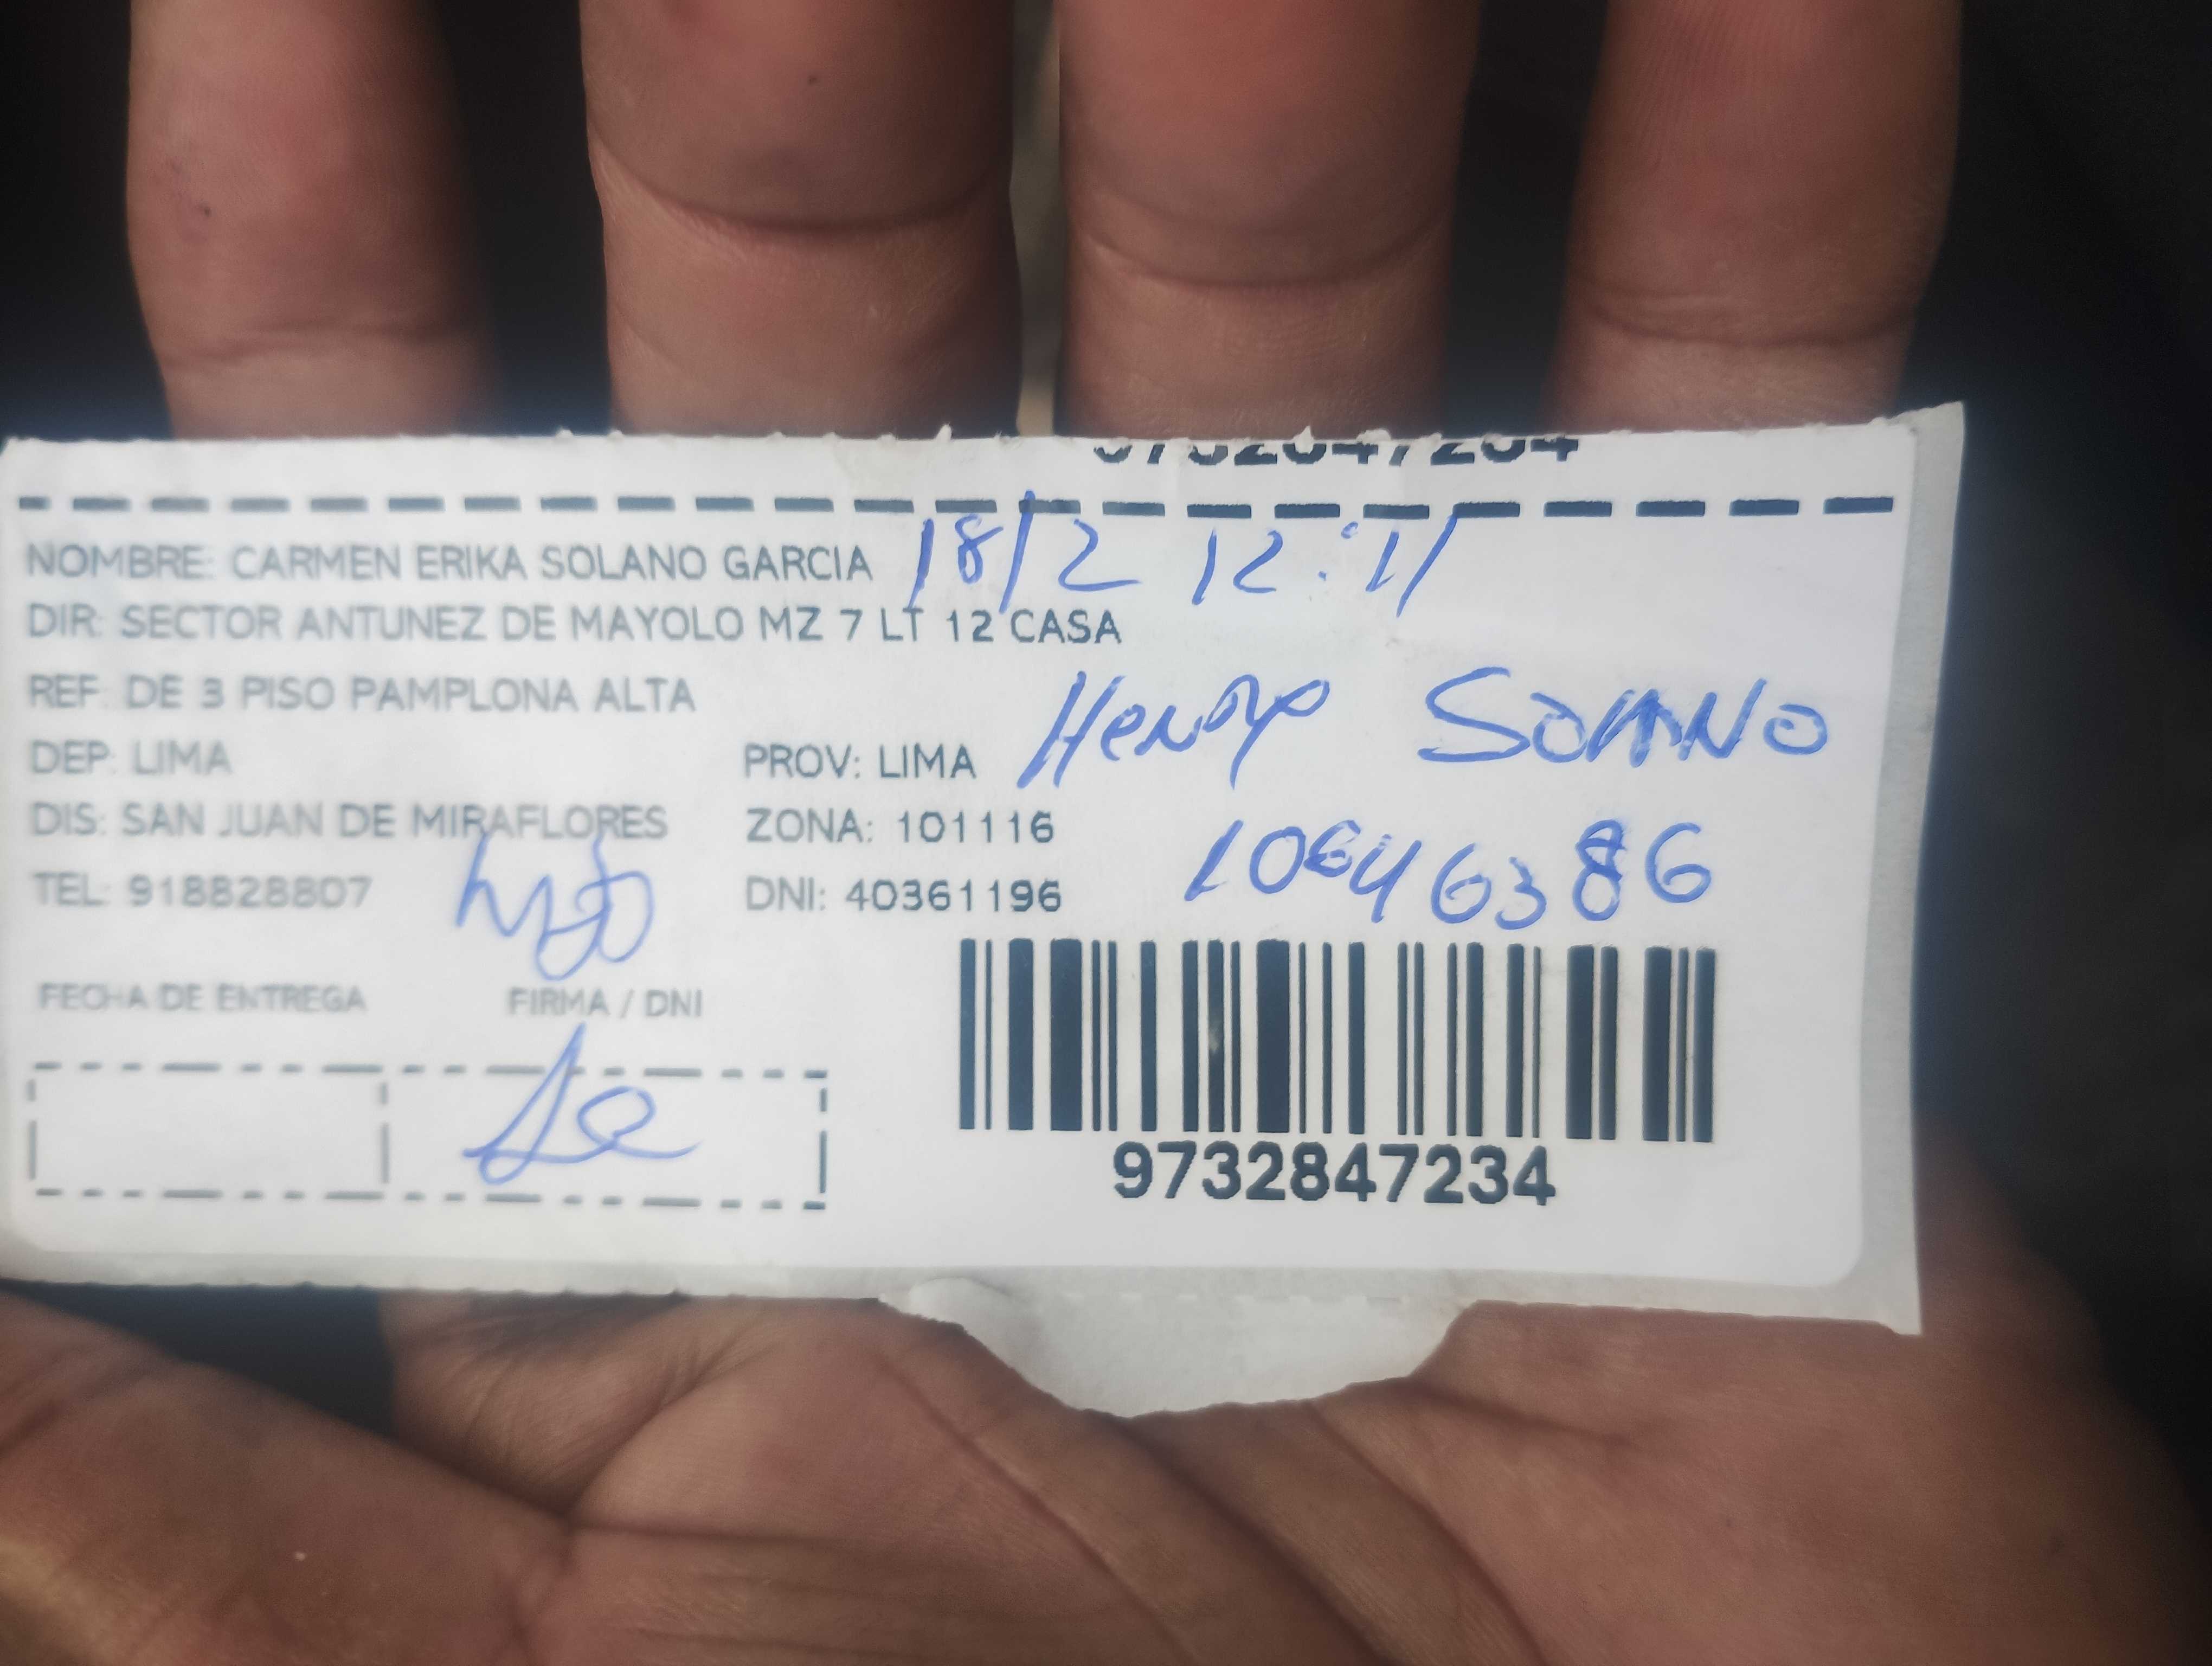 9732847234
NOMBRE: CARMEN ERIKA SOLANO GARCIA 18/2 12:11
DIR: SECTOR ANTUNEZ DE MAYOLO MZ 7 LT 12 CASA
REF: DE 3 PISO PAMPLONA ALTA
Henry SOLANO
DEP: LIMA PROV: LIMA
DIS: SAN JUAN DE MIRAFLORES ZONA: 101116
10646386
TEL: 918828807 DNI: 40361196
FECHA DE ENTREGA FIRMA / DNI
9732847234